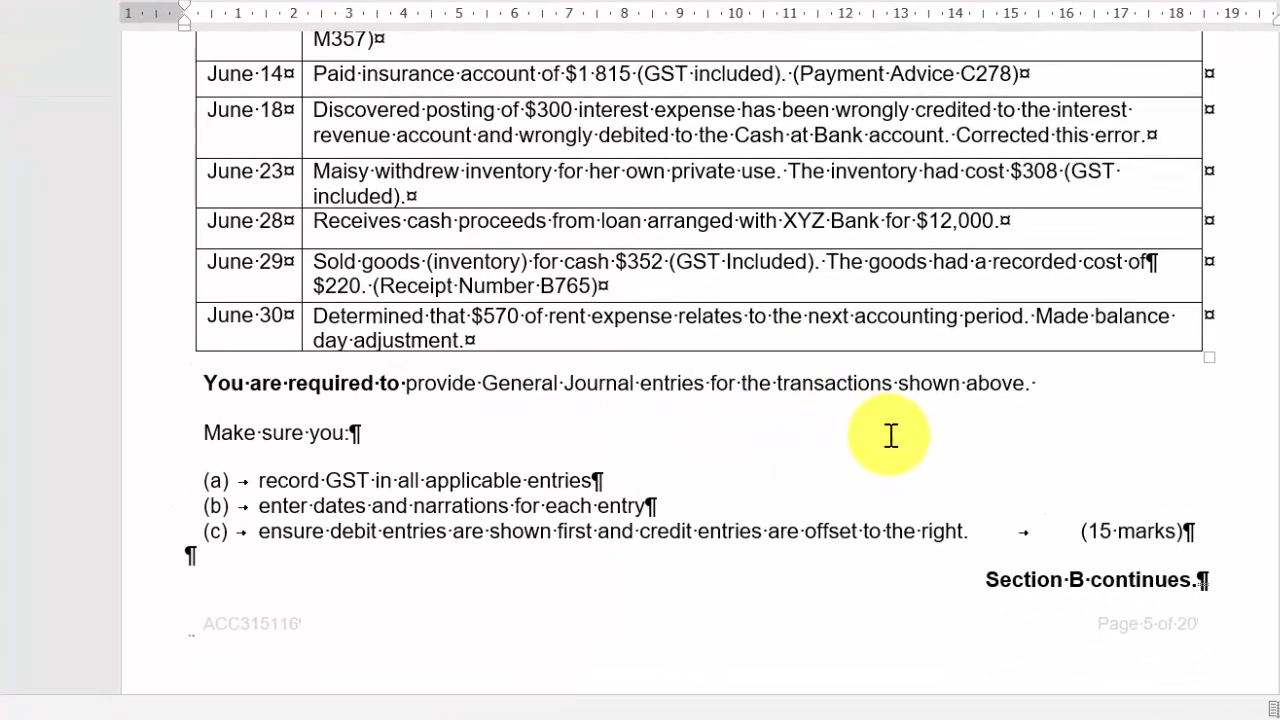 1 1 2 3 4 5 6 7 8 9 10 11 12 13 14 15 16 17 18 19
M357)¤
June·14¤ Paid·insurance·account·of·$1·815·(GST·included).·(Payment·Advice·C278)¤ ¤
June·18¤ Discovered·posting·of·$300·interest·expense·has·been·wrongly·credited·to·the·interest· ¤
revenue·account·and·wrongly·debited·to·the·Cash·at·Bank·account.··Corrected·this·error.¤
June·23¤ Maisy·withdrew·inventory·for·her·own·private·use.··The·inventory·had·cost·$308·(GST· ¤
included).¤
June·28¤ Receives·cash·proceeds·from·loan·arranged·with·XYZ·Bank·for·$12,000.¤ ¤
June·29¤ Sold·goods·(inventory)·for·cash·$352·(GST·Included).··The·goods·had·a·recorded·cost·of¶ ¤
$220.··(Receipt·Number·B765)¤
June·30¤ Determined·that·$570·of·rent·expense·relates·to·the·next·accounting·period.··Made·balance· ¤
day·adjustment.¤
You·are·required·to·provide·General·Journal·entries·for·the·transactions·shown·above.··
Make·sure·you:¶
(a) → record·GST·in·all·applicable·entries¶
(b) → enter·dates·and·narrations·for·each·entry¶
(c) → ensure·debit·entries·are·shown·first·and·credit·entries·are·offset·to·the·right. → (15·marks)¶
¶
Section·B·continues.¶
ACC315116 Page·5·of·20